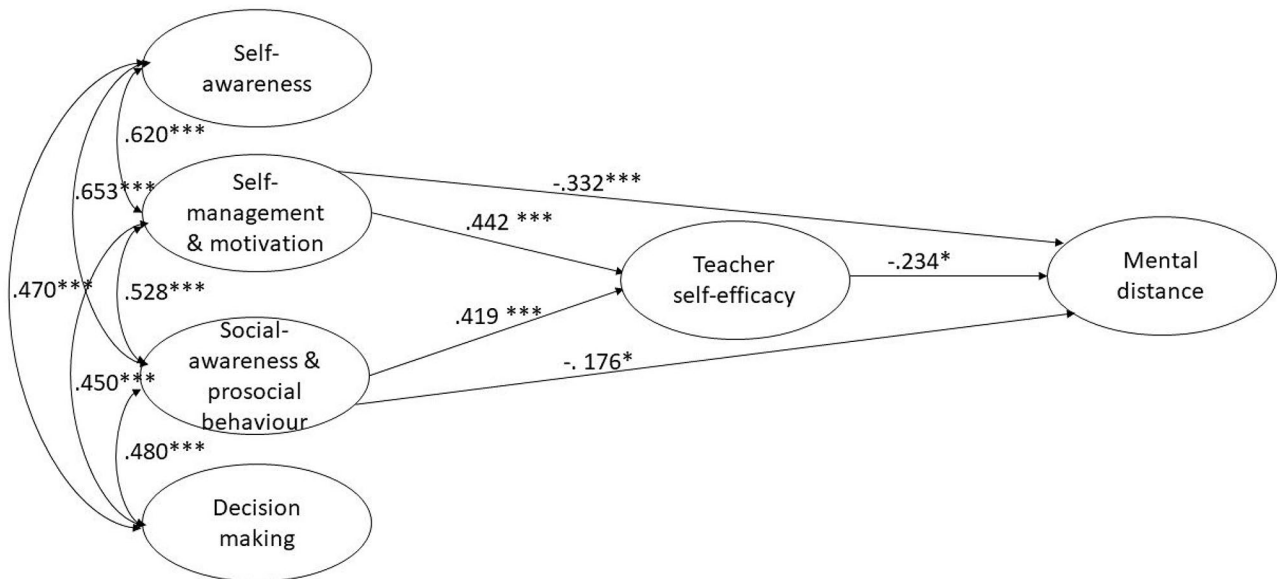 Self-
awareness
.620***
.653***
Self-
management
& motivation
-.332***
.442 ***
Teacher
self-efficacy
-.234*
Mental
distance
.470***
.528***
.419 ***
Social-
awareness &
prosocial
behaviour
-. 176*
.450***
.480***
Decision
making